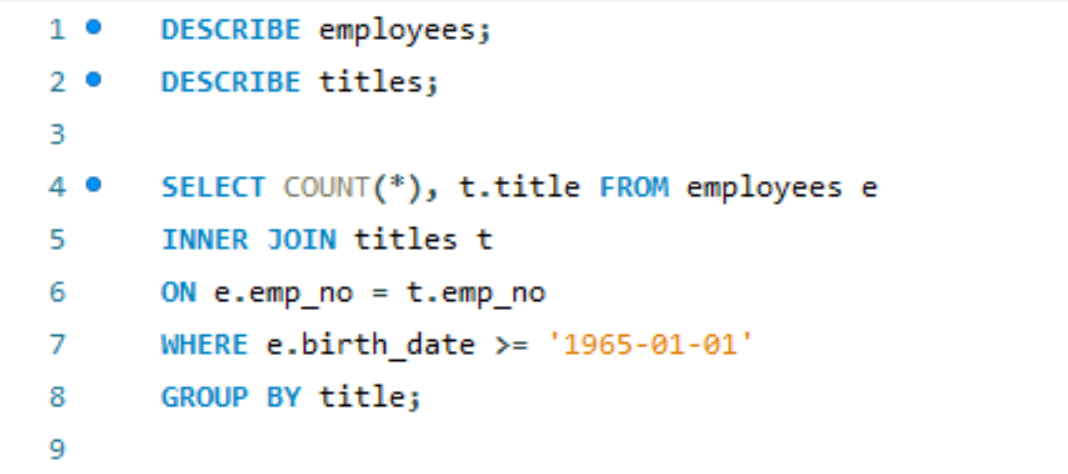 1 DESCRIBE employees;
2 DESCRIBE titles;
3
4 SELECT COUNT(*), t.title FROM employees e
5 INNER JOIN titles t
6 ON e.emp_no = t.emp_no
7 WHERE e.birth_date >= '1965-01-01'
8 GROUP BY title;
9